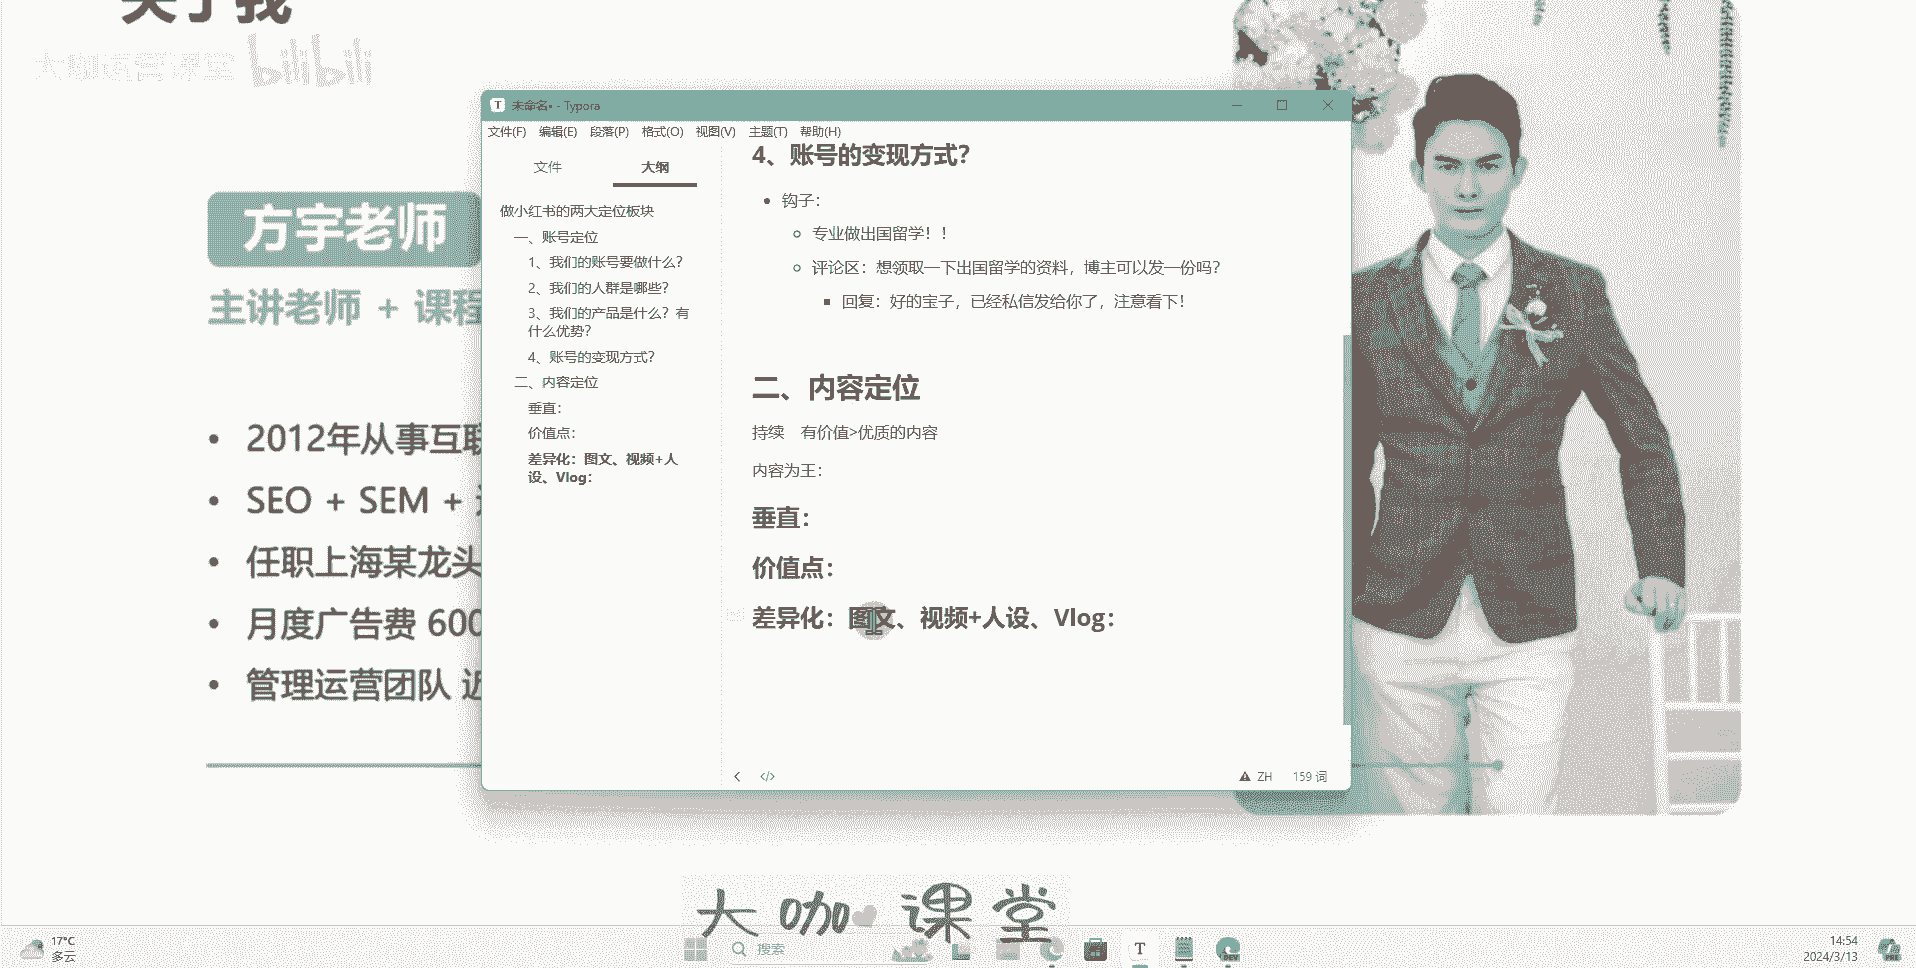 关于我
大咖运营课堂 bilibili
方宇老师
主讲老师 + 课程
• 2012年从事互联
• SEO + SEM +
• 任职上海某龙头
• 月度广告费 600
• 管理运营团队 近
未命名• - Typora
文件(F) 编辑(E) 段落(P) 格式(O) 视图(V) 主题(T) 帮助(H)
文件 大纲
做小红书的两大定位板块
一、账号定位
1、我们的账号要做什么？
2、我们的人群是哪些？
3、我们的产品是什么？有
什么优势？
4、账号的变现方式？
二、内容定位
垂直：
价值点：
差异化：图文、视频+人
设、Vlog：
4、账号的变现方式？
• 钩子：
专业做出国留学！！
评论区：想领取一下出国留学的资料，博主可以发一份吗？
回复：好的宝子，已经私信发给你了，注意看下！
二、内容定位
持续 有价值>优质的内容
内容为王：
垂直：
价值点：
差异化：图文、视频+人设、Vlog：
ZH 159 词
大咖课堂
17°C
多云
搜索
14:54
2024/3/13